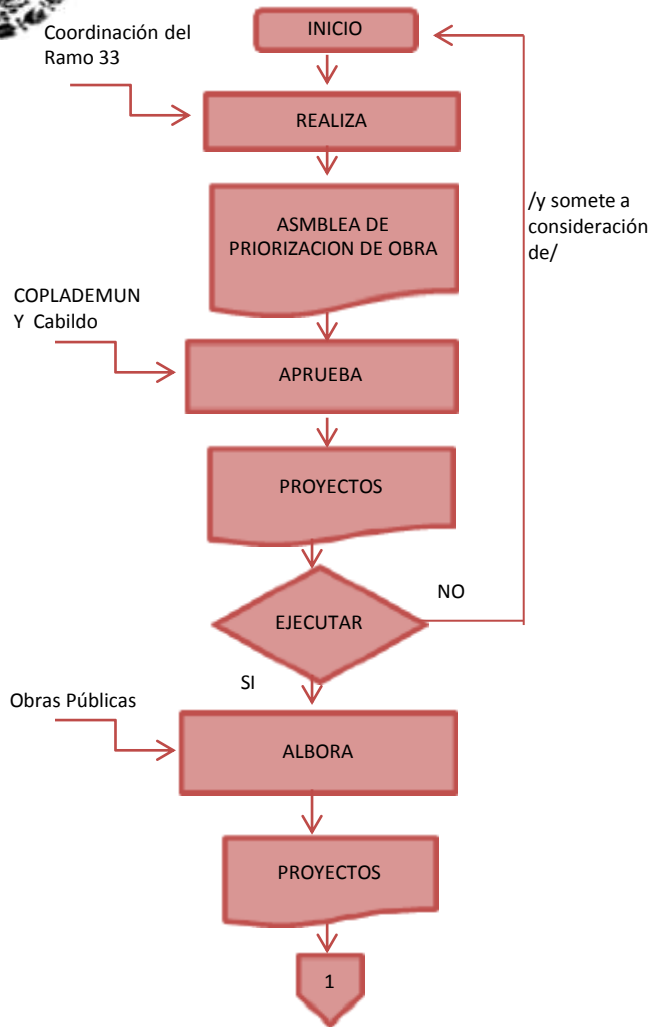 INICIO
Coordinación del
Ramo 33
REALIZA
ASMBLEA DE
PRIORIZACION DE OBRA
/y somete a
consideración
de/
COPLADEMUN
Y Cabildo
APRUEBA
PROYECTOS
EJECUTAR
NO
SI
Obras Públicas
ALBORA
PROYECTOS
1